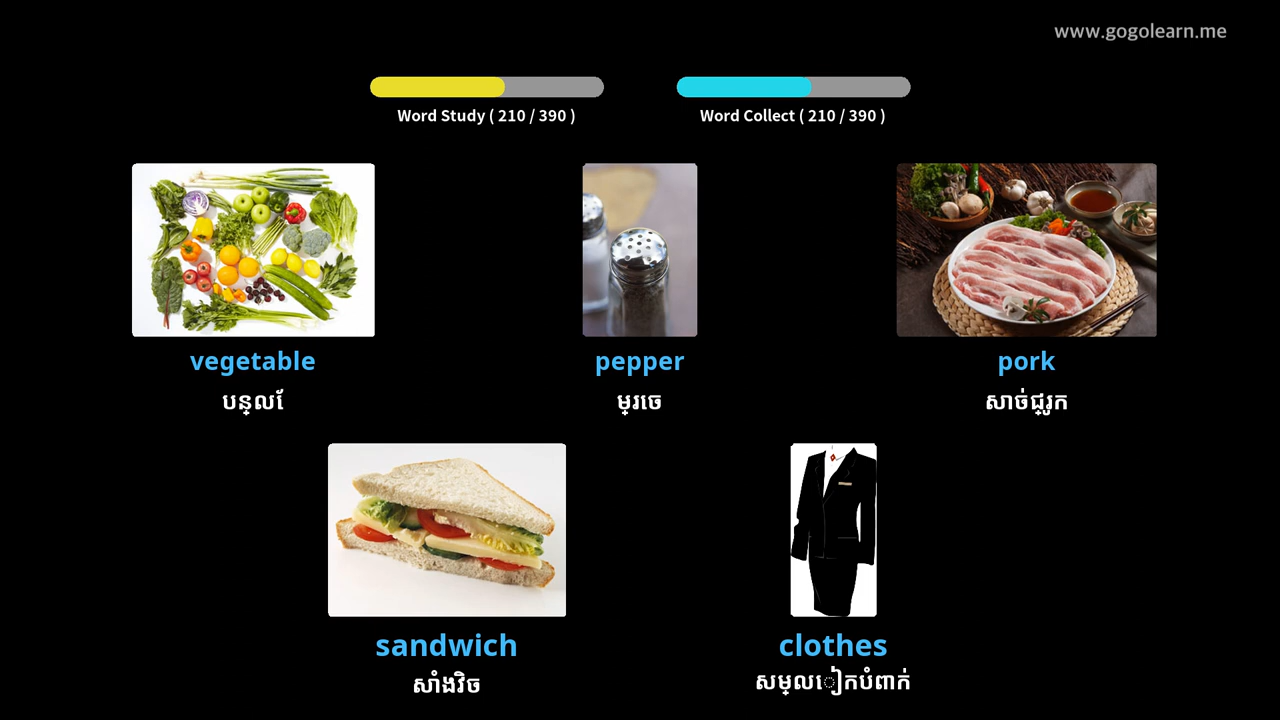 www.gogolearn.me
Word Study ( 210 / 390 )
Word Collect ( 210 / 390 )
vegetable
pepper
pork
បន្លែ
ម្រេច
សាច់ជ្រូក
sandwich
clothes
សាំងវិច
សម្លៀកបំពាក់